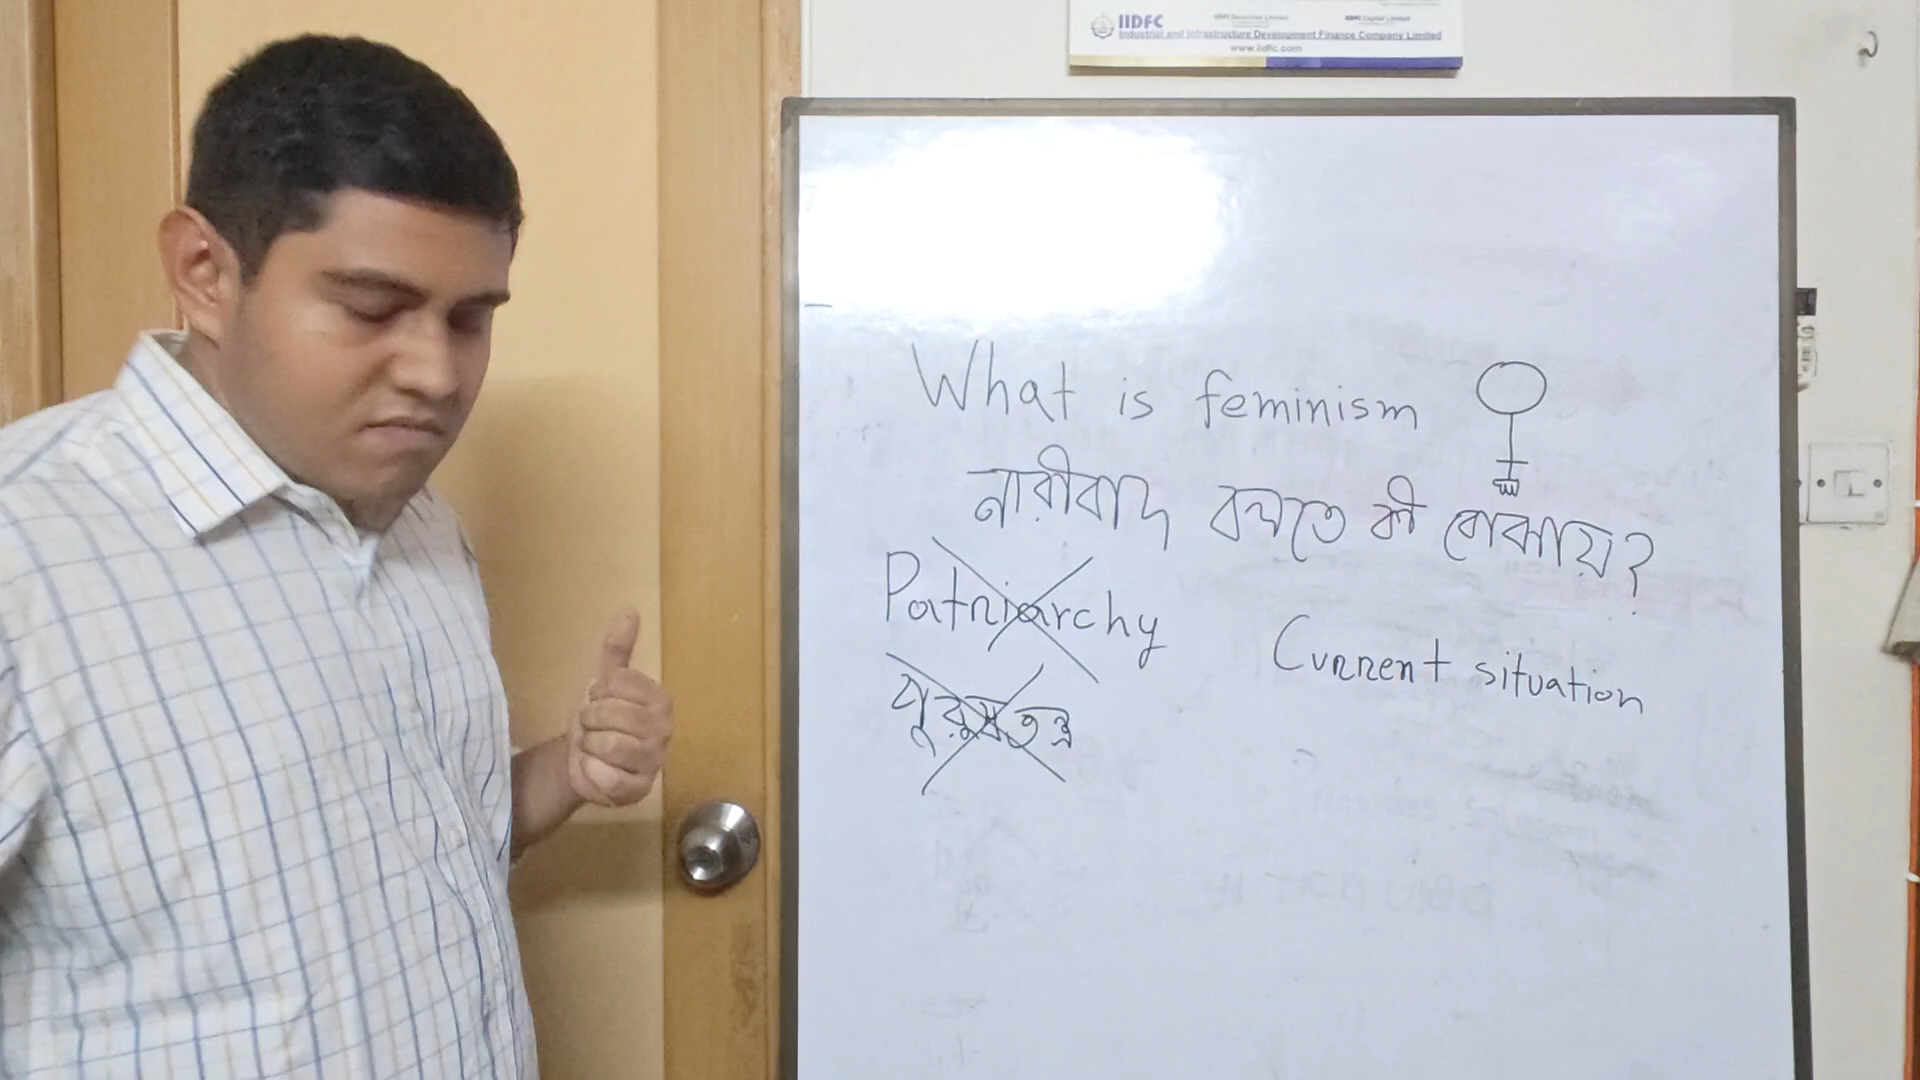 IIDFC
Industrial and Infrastructure Development Finance Company Limited
www.iidfc.com
What is feminism
নারীবাদ বলতে কী বোঝায়?
Patriarchy
Current situation
পুরুষতন্ত্র